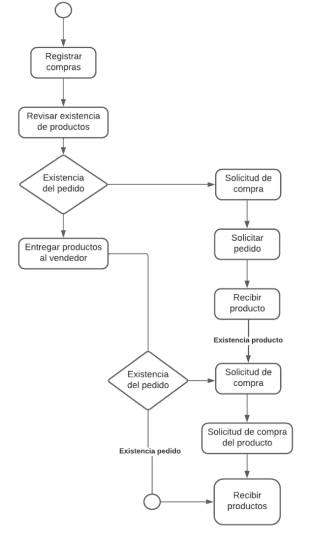 Registrar
compras
Revisar existencia
de productos
Existencia
del pedido
Solicitud de
compra
Entregar productos
al vendedor
Solicitar
pedido
Recibir
producto
Existencia producto
Existencia
del pedido
Solicitud de
compra
Solicitud de compra
del producto
Existencia pedido
Recibir
productos